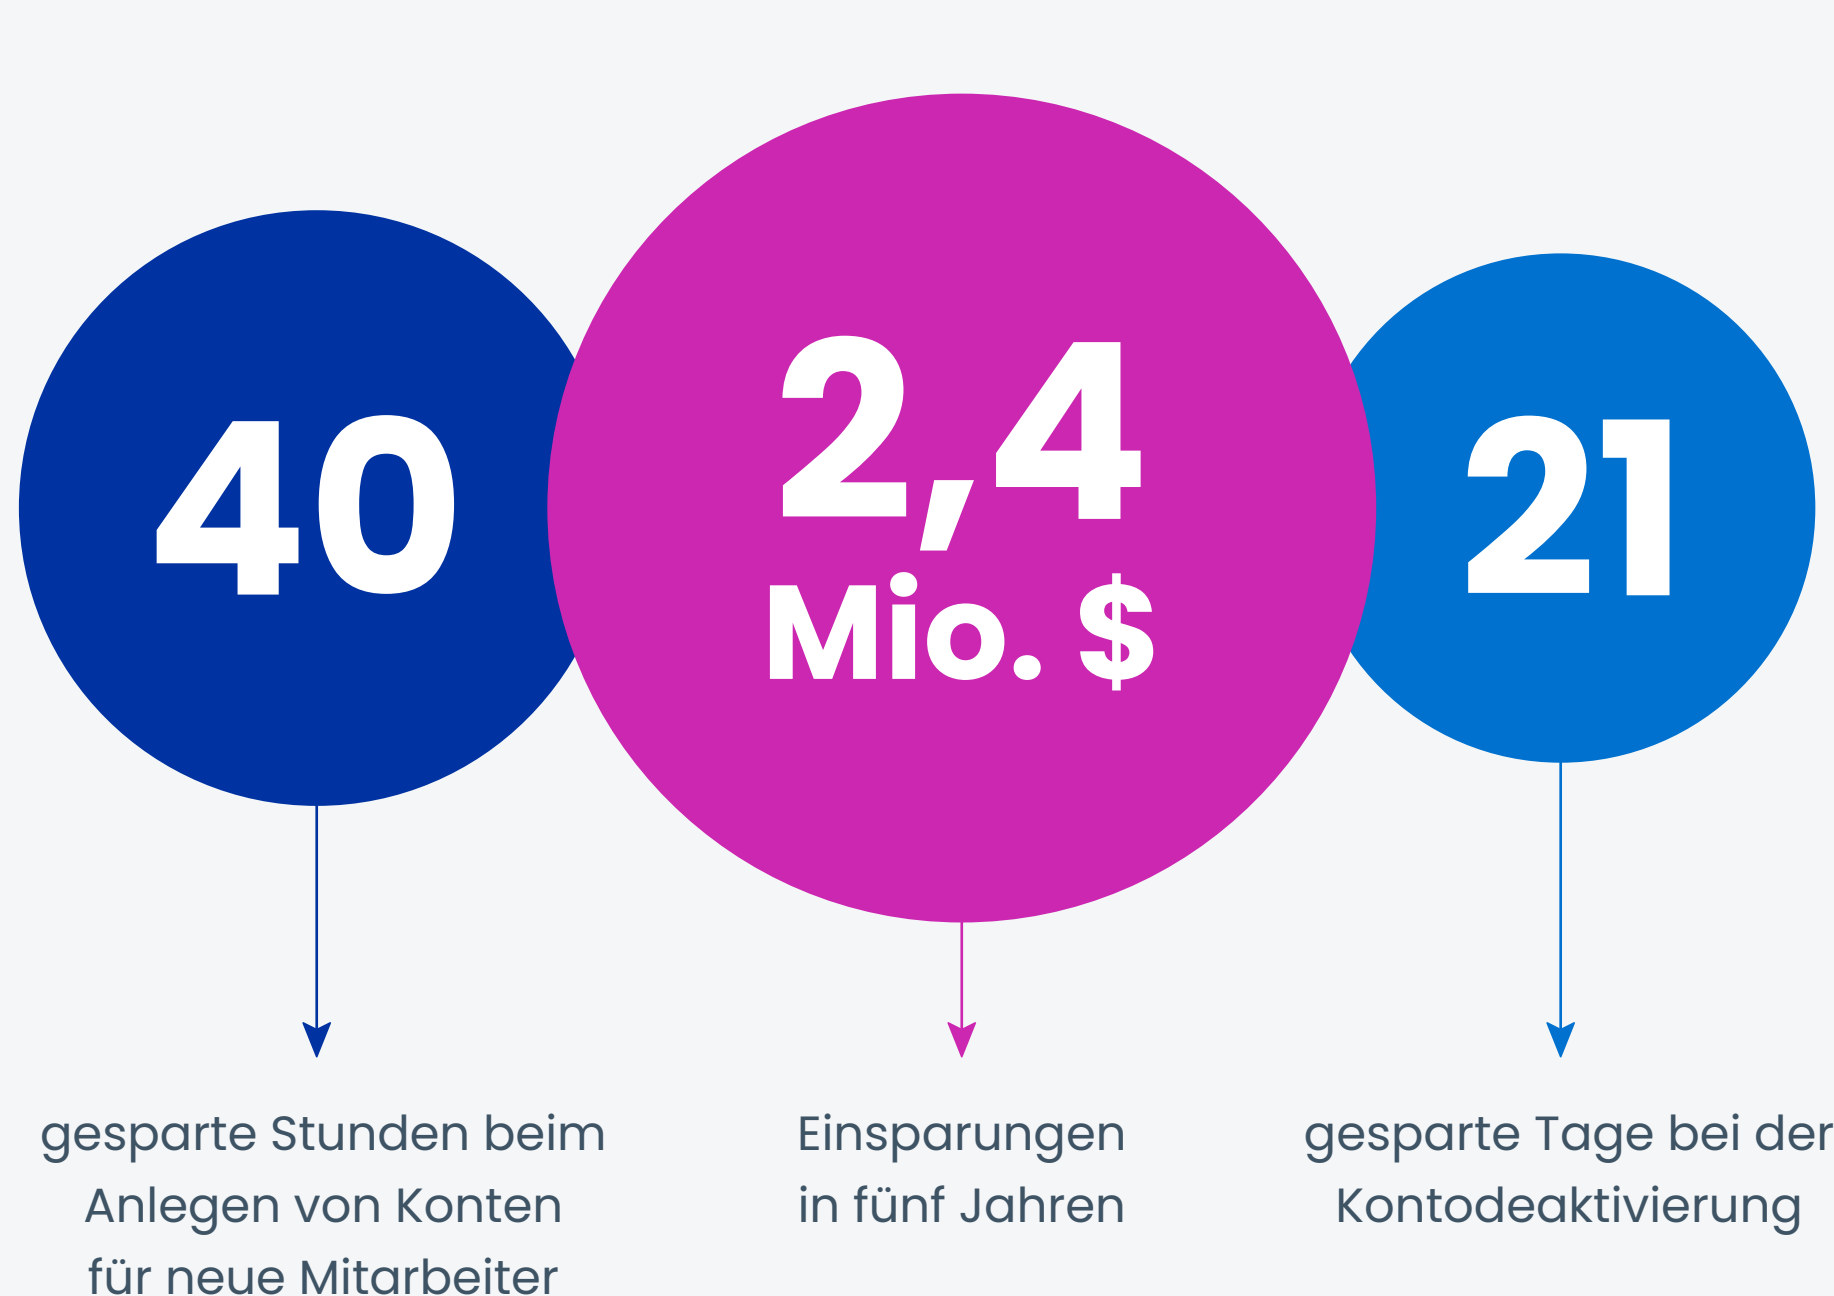 40
2,4
Mio. $
21
gesparte Stunden beim
Anlegen von Konten
für neue Mitarbeiter
Einsparungen
in fünf Jahren
gesparte Tage bei der
Kontodeaktivierung